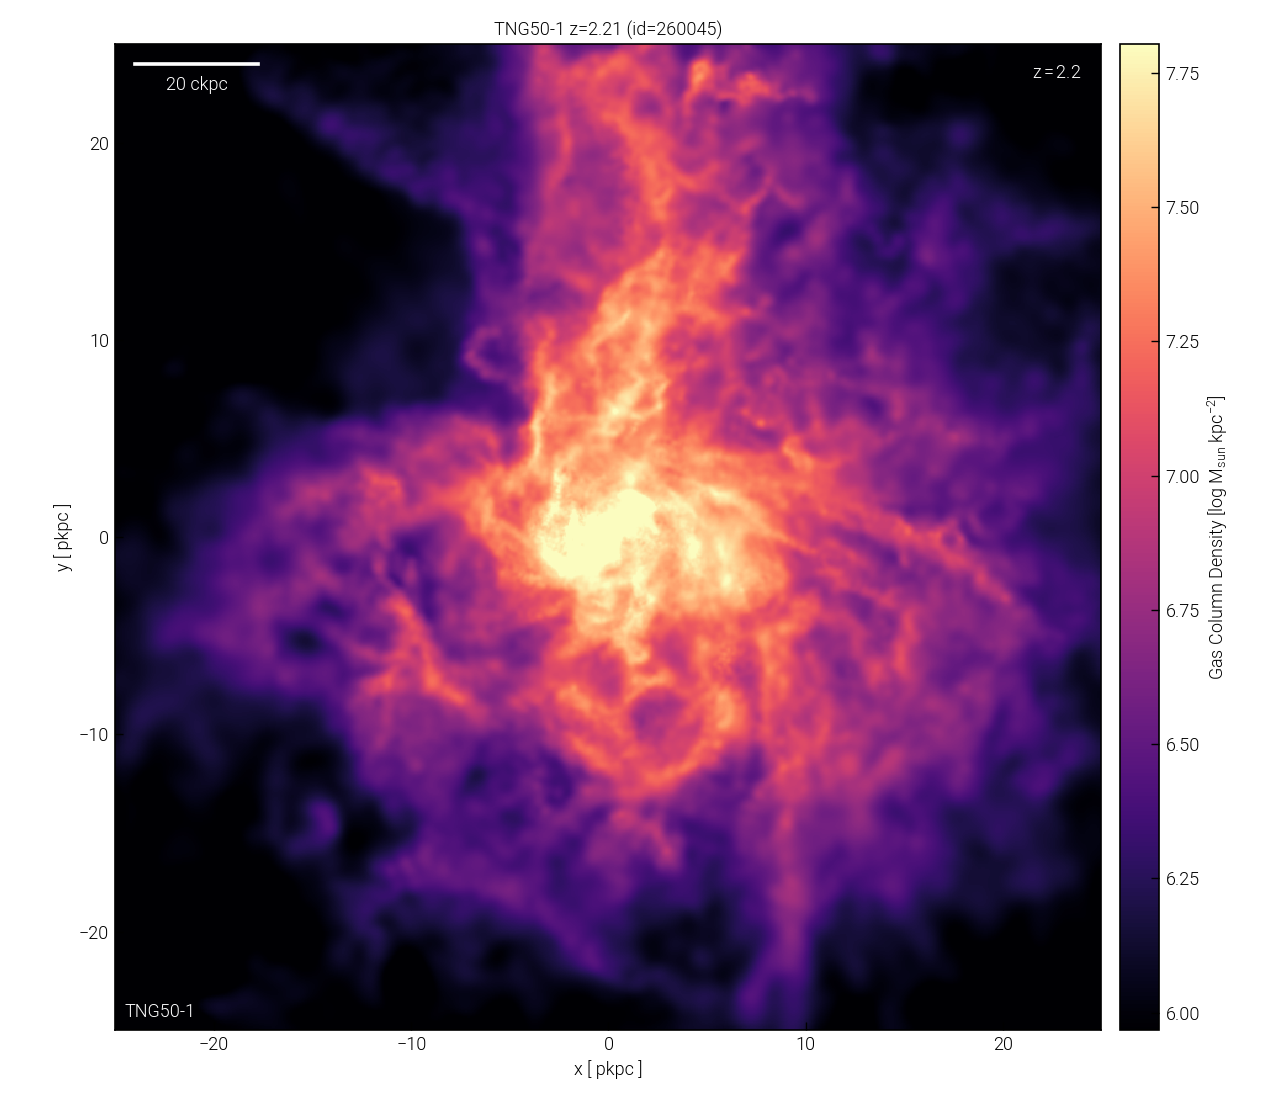 TNG50-1 z=2.21 (id=260045)
20 ckpc
z=2.2
TNG50-1
20
10
0
−10
−20
y [ pkpc ]
−20
−10
0
10
20
x [ pkpc ]
7.75
7.50
7.25
7.00
6.75
6.50
6.25
6.00
Gas Column Density [log M_sun kpc⁻²]